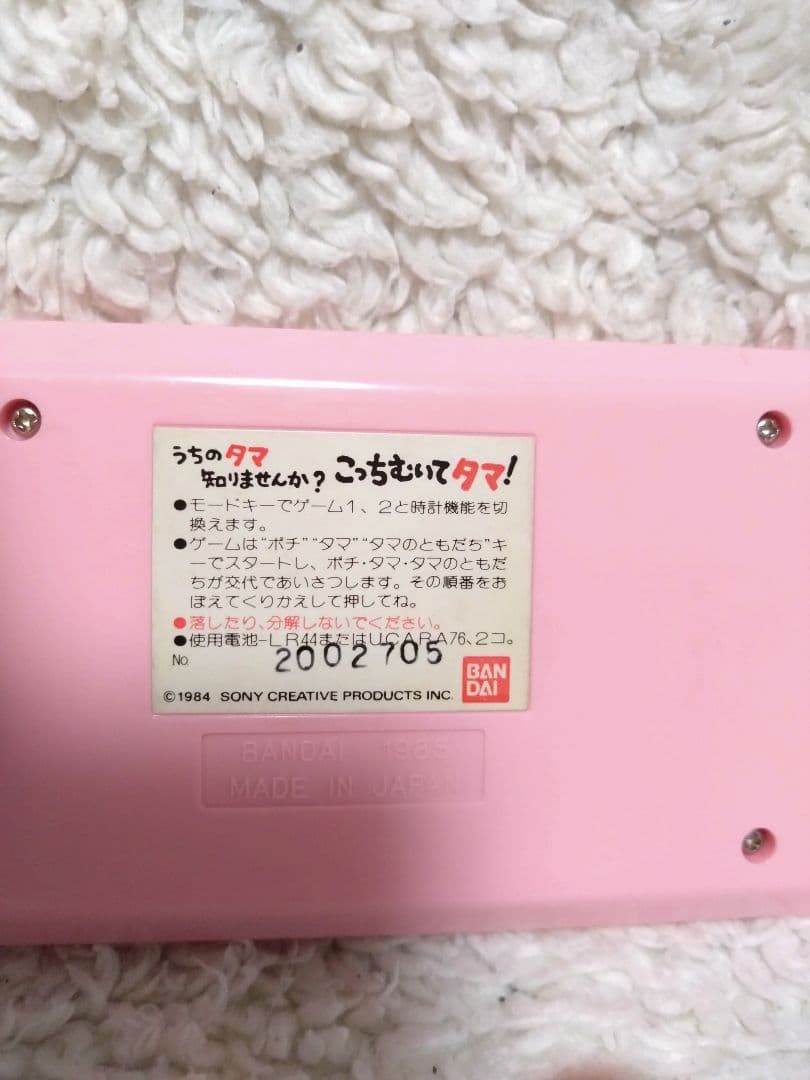 うちのタマ
知りませんか? こっちむいてタマ!
●モードキーでゲーム1、2と時計機能を切
換えます。
●ゲームは“ポチ”“タマ”“タマのともだち”キ
ーでスタートし、ポチ・タマ・タマのともだ
ちが交代であいさつします。その順番をお
ぼえてくりかえして押してね。
●落したり、分解しないでください。
●使用電池-LR44またはUCARA76、2コ。
No. 2002705
BAN
DAI
©1984 SONY CREATIVE PRODUCTS INC.
BANDAI 1985
MADE IN JAPAN